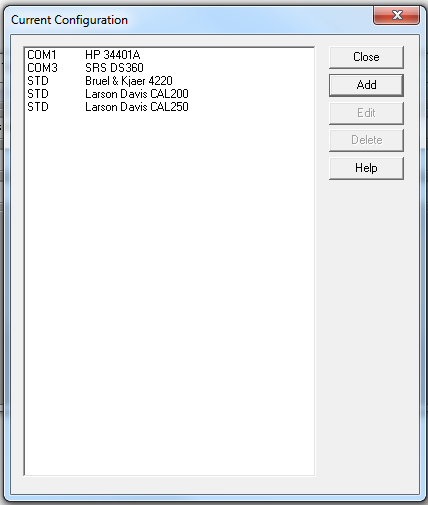 Current Configuration
COM1 HP 34401A
COM3 SRS DS360
STD Bruel & Kjaer 4220
STD Larson Davis CAL200
STD Larson Davis CAL250
Close
Add
Edit
Delete
Help